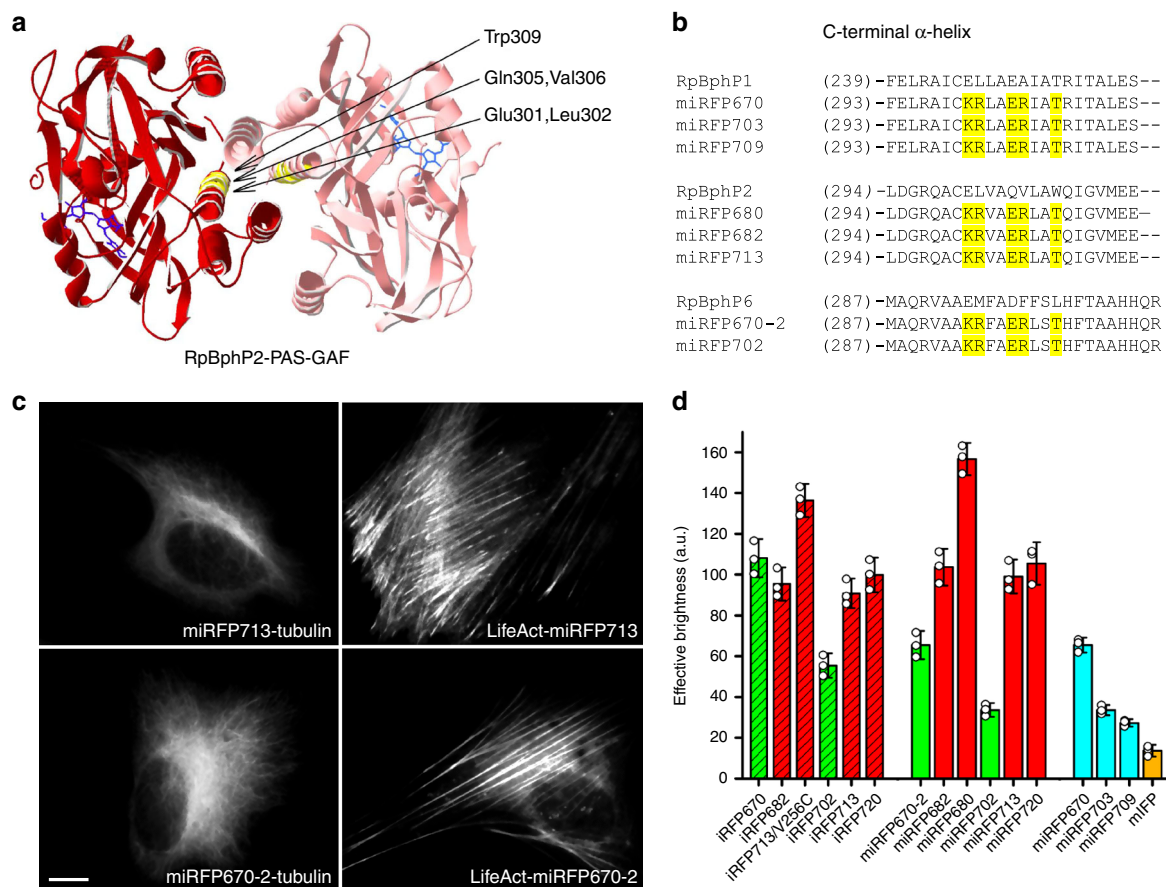 a
Trp309
Gln305,Val306
Glu301,Leu302
RpBphP2-PAS-GAF
b
C-terminal α-helix
RpBphP1 (239)-FELRAICELLAEAIATRITALES--
miRFP670 (293)-FELRAICKRLAERIATRITALES--
miRFP703 (293)-FELRAICKRLAERIATRITALES--
miRFP709 (293)-FELRAICKRLAERIATRITALES--
RpBphP2 (294)-LDGRQACELVAQVLAWQIGVMEE--
miRFP680 (294)-LDGRQACKRVAERLATQIGVMEE—
miRFP682 (294)-LDGRQACKRVAERLATQIGVMEE--
miRFP713 (294)-LDGRQACKRVAERLATQIGVMEE--
RpBphP6 (287)-MAQRVAAEMFADFFSLHFTAAHHQR
miRFP670-2 (287)-MAQRVAAKRFAERLSTHFTAAHHQR
miRFP702 (287)-MAQRVAAKRFAERLSTHFTAAHHQR
c
miRFP713-tubulin
LifeAct-miRFP713
miRFP670-2-tubulin
LifeAct-miRFP670-2
d
Effective brightness (a.u.)
160
140
120
100
80
60
40
20
0
iRFP670
iRFP682
iRFP713/V256C
iRFP702
iRFP713
iRFP720
miRFP670-2
miRFP682
miRFP680
miRFP702
miRFP713
miRFP720
miRFP670
miRFP703
miRFP709
mIFP